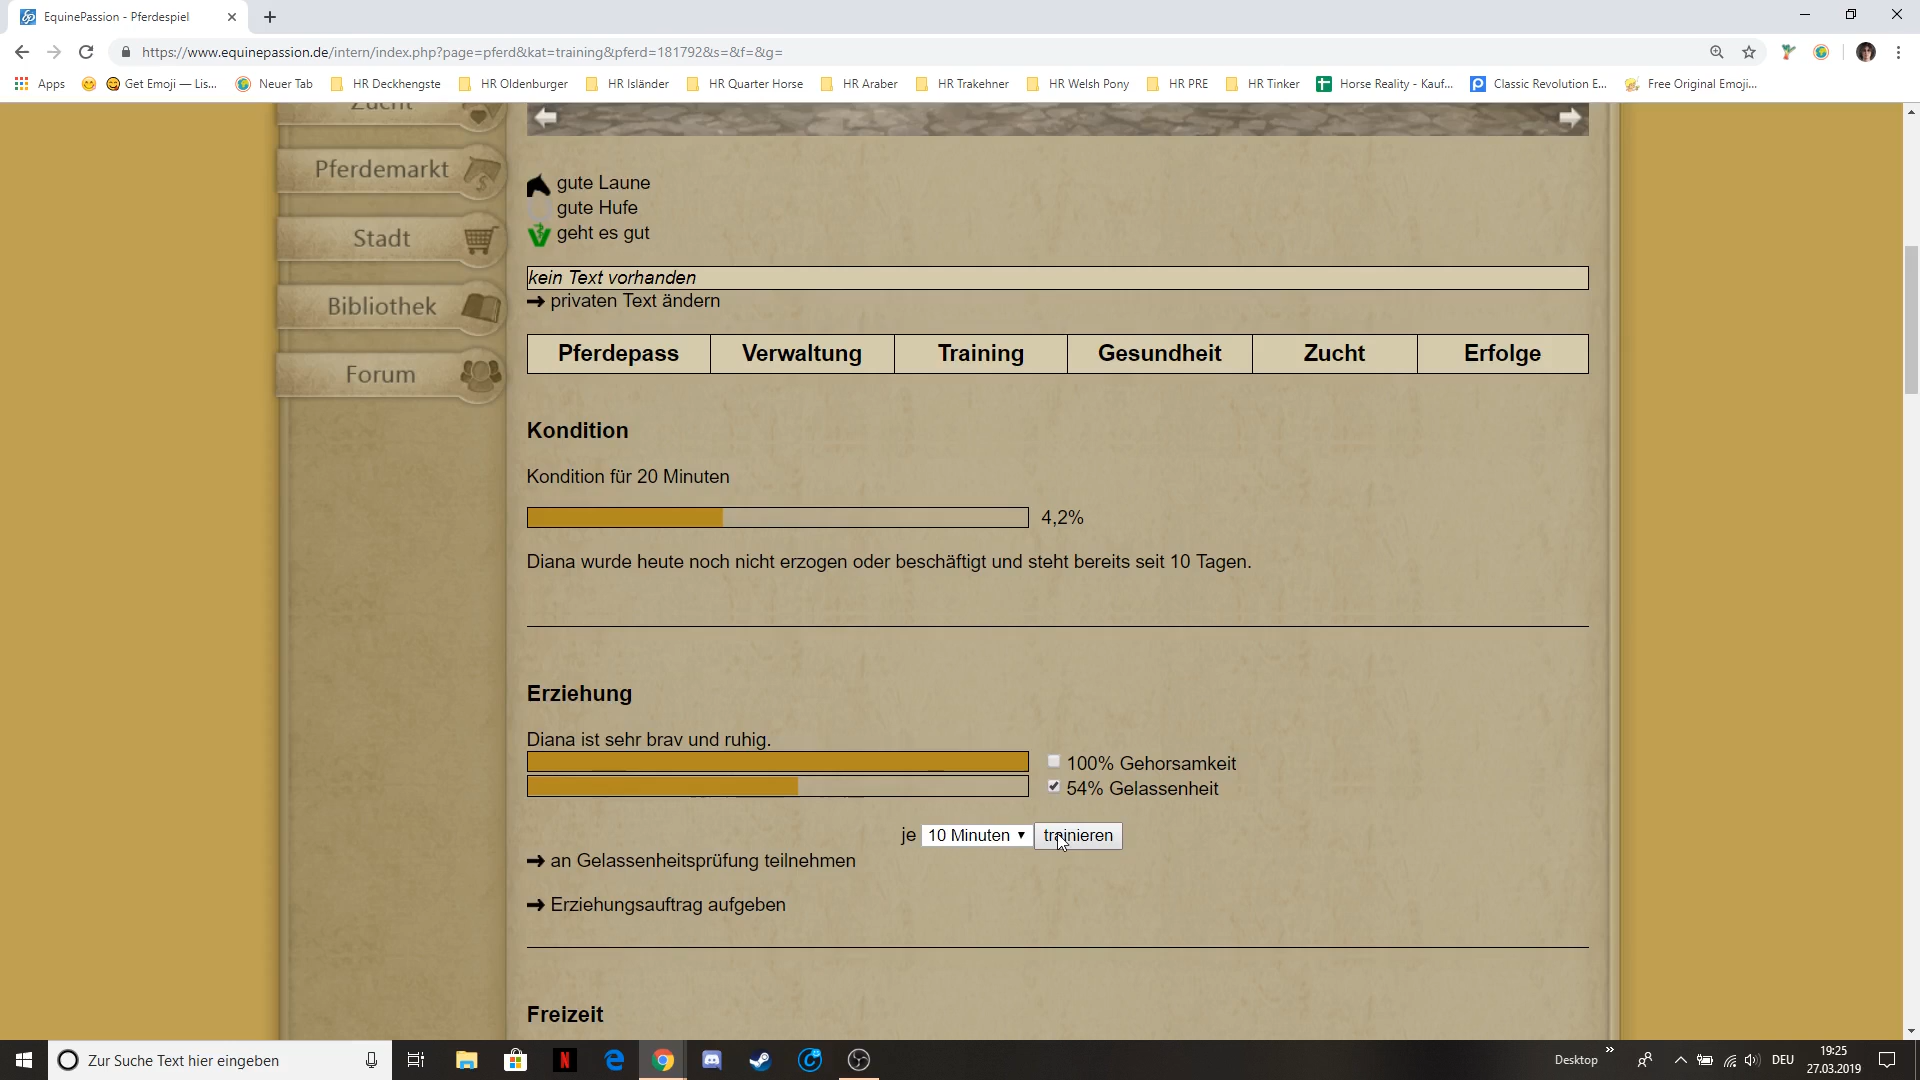 EquinePassion - Pferdespiel
https://www.equinepassion.de/intern/index.php?page=pferd&kat=training&pferd=181792&s=&f=&g=
Apps
Get Emoji — Lis...
Neuer Tab
HR Deckhengste
HR Oldenburger
HR Isländer
HR Quarter Horse
HR Araber
HR Trakehner
HR Welsh Pony
HR PRE
HR Tinker
Horse Reality - Kauf...
Classic Revolution E...
Free Original Emoji...
Zucht
Pferdemarkt
Stadt
Bibliothek
Forum
gute Laune
gute Hufe
geht es gut
kein Text vorhanden
privaten Text ändern
Pferdepass Verwaltung Training Gesundheit Zucht Erfolge
Kondition
Kondition für 20 Minuten
4,2%
Diana wurde heute noch nicht erzogen oder beschäftigt und steht bereits seit 10 Tagen.
Erziehung
Diana ist sehr brav und ruhig.
100% Gehorsamkeit
54% Gelassenheit
je 10 Minuten trainieren
an Gelassenheitsprüfung teilnehmen
Erziehungsauftrag aufgeben
Freizeit
Zur Suche Text hier eingeben
Desktop
DEU
19:25
27.03.2019